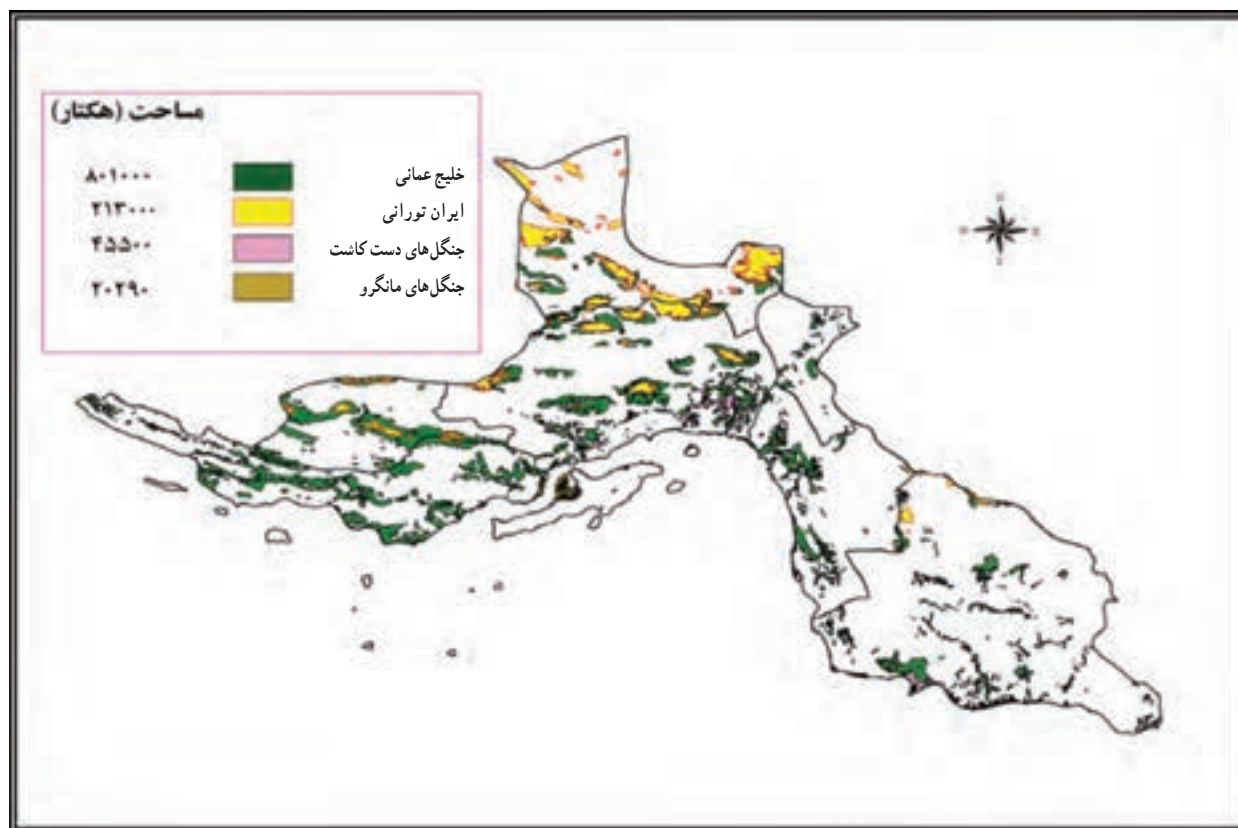 مساحت (هکتار)
خلیج عمانی ۸۰۱۰۰۰
ایران تورانی ۲۱۳۰۰۰
جنگل‌های دست کاشت ۴۵۵۰۰
جنگل‌های مانگرو ۲۰۲۹۰